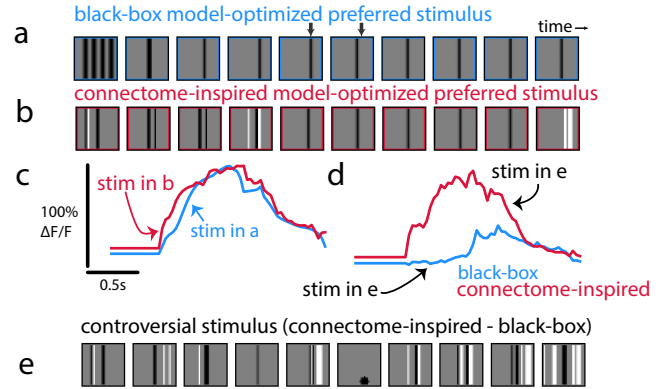 black-box model-optimized preferred stimulus
a
time→
connectome-inspired model-optimized preferred stimulus
b
c
stim in b
stim in a
100%
ΔF/F
0.5s
d
stim in e
stim in e
black-box
connectome-inspired
controversial stimulus (connectome-inspired - black-box)
e